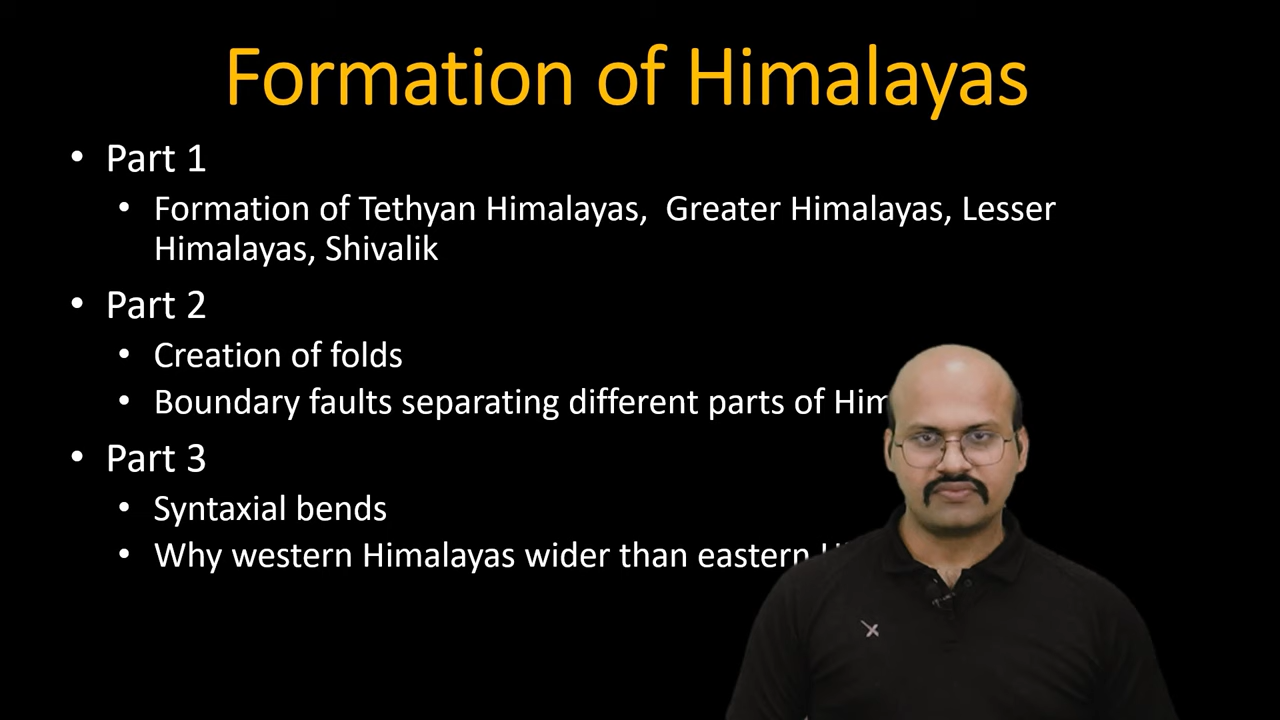 Formation of Himalayas
• Part 1
• Formation of Tethyan Himalayas, Greater Himalayas, Lesser
Himalayas, Shivalik
• Part 2
• Creation of folds
• Boundary faults separating different parts of Him
• Part 3
• Syntaxial bends
• Why western Himalayas wider than eastern